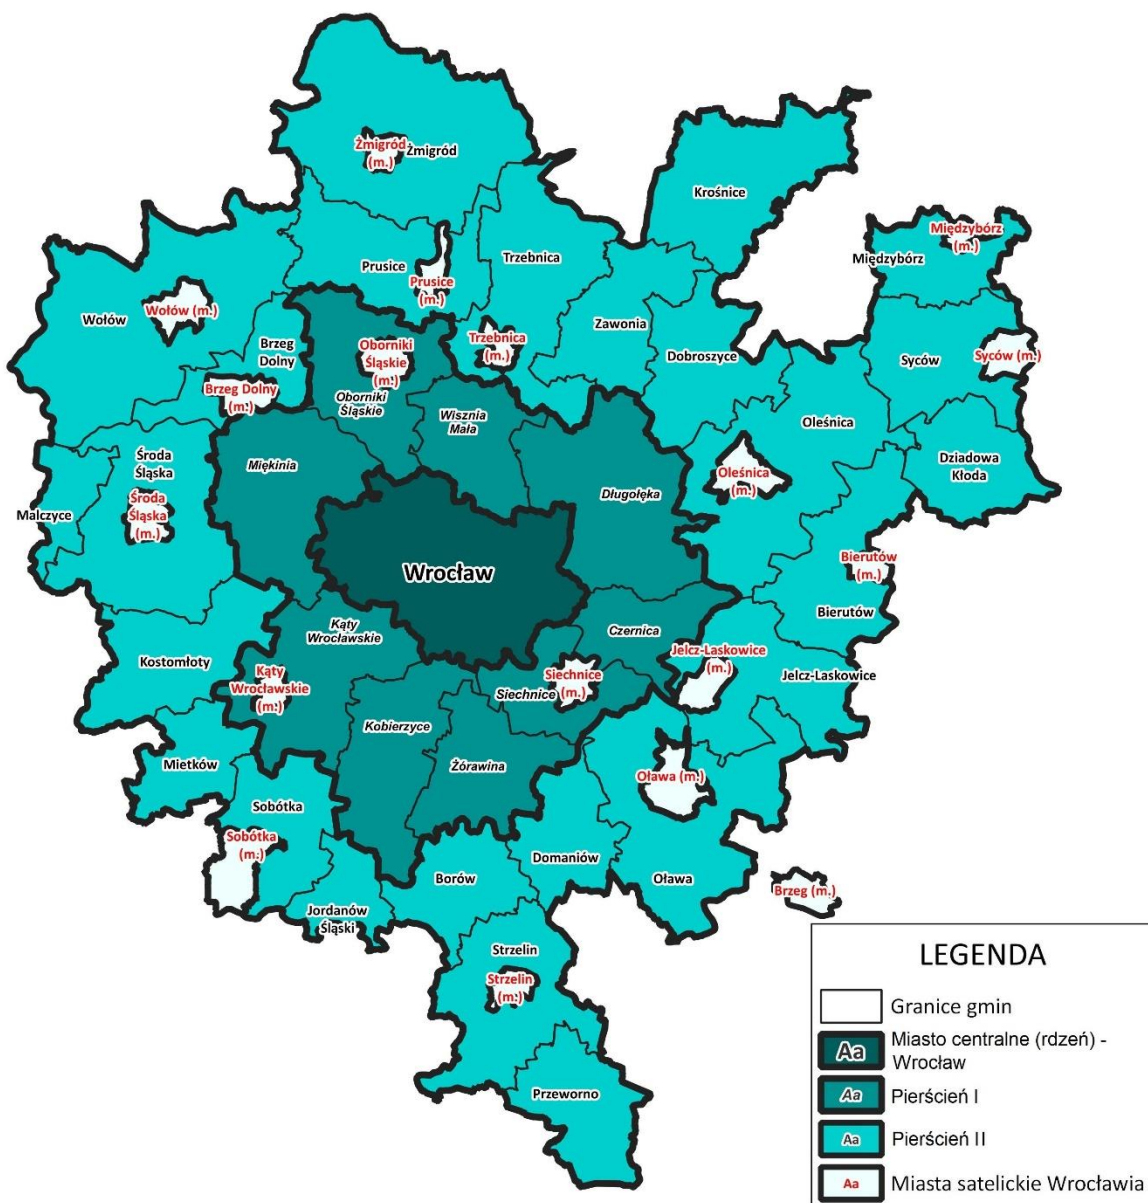 Żmigród
(m.)
Żmigród
Krośnice
Międzybórz
(m.)
Międzybórz
Trzebnica
Prusice
Prusice
(m.)
Wołów (m.)
Wołów
Zawonia
Brzeg
Dolny
Oborniki
Śląskie
(m.)
Trzebnica
(m.)
Dobroszyce
Syców
Syców (m.)
Brzeg Dolny
(m.)
Oborniki
Śląskie
Wisznia
Mała
Oleśnica
Środa
Śląska
Miękinia
Dziadowa
Kłoda
Oleśnica
(m.)
Długołęka
Malczyce
Środa
Śląska
(m.)
Wrocław
Bierutów
(m.)
Bierutów
Kąty
Wrocławskie
Czernica
Kostomłoty
Jelcz-Laskowice
(m.)
Kąty
Wrocławskie
(m.)
Siechnice
(m.)
Siechnice
Jelcz-Laskowice
Kobierzyce
Mietków
Żórawina
Oława (m.)
Sobótka
Sobótka
(m.)
Domaniów
Borów
Oława
Brzeg (m.)
Jordanów
Śląski
Strzelin
Strzelin
(m.)
Przeworno
LEGENDA
Granice gmin
Aa Miasto centralne (rdzeń) -
Wrocław
Aa Pierścień I
Aa Pierścień II
Aa Miasta satelickie Wrocławia